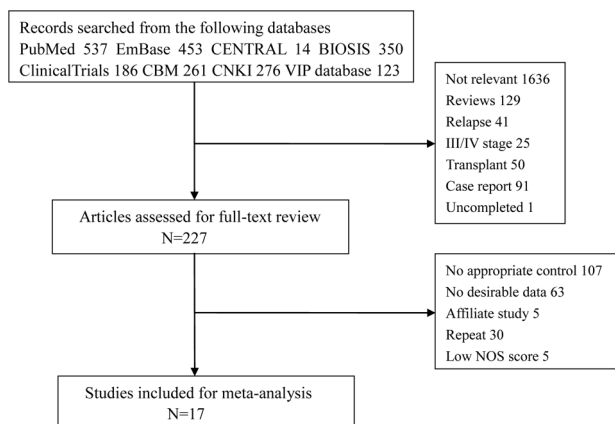 Records searched from the following databases
PubMed 537 EmBase 453 CENTRAL 14 BIOSIS 350
ClinicalTrials 186 CBM 261 CNKI 276 VIP database 123
Not relevant 1636
Reviews 129
Relapse 41
III/IV stage 25
Transplant 50
Case report 91
Uncompleted 1
Articles assessed for full-text review
N=227
No appropriate control 107
No desirable data 63
Affiliate study 5
Repeat 30
Low NOS score 5
Studies included for meta-analysis
N=17